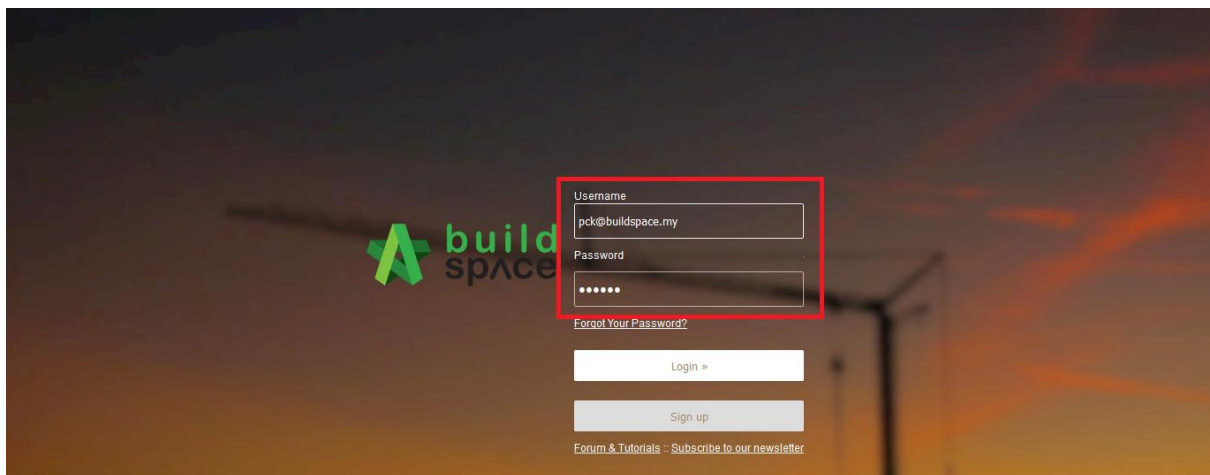 Username
pck@buildspace.my
build
spʌce
Password
••••••
Forgot Your Password?
Login »
Sign up
Forum & Tutorials :: Subscribe to our newsletter